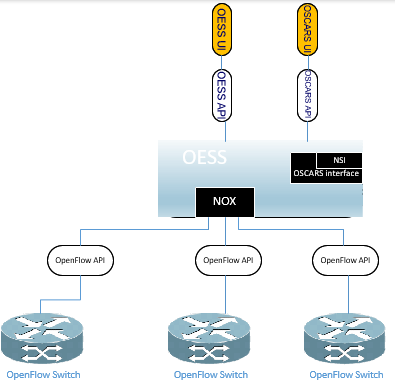 OESS UI
OSCARS UI
OESS API
OSCARS API
OESS
NSI
OSCARS interface
NOX
OpenFlow API
OpenFlow API
OpenFlow API
OpenFlow Switch
OpenFlow Switch
OpenFlow Switch